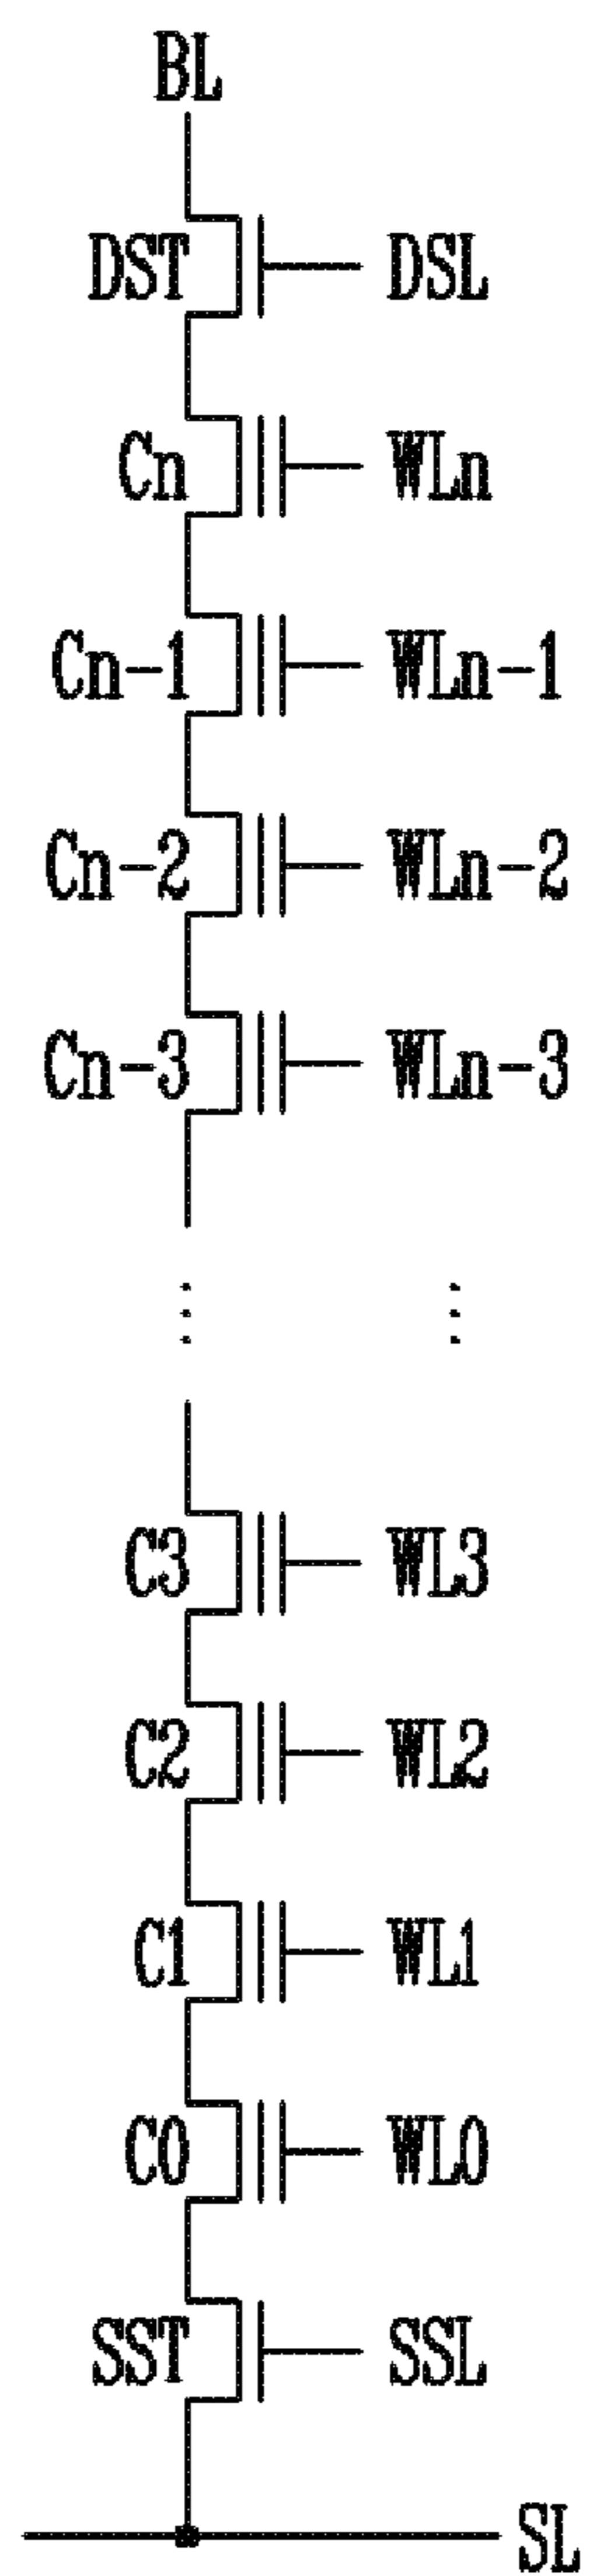 BL
DST DSL
Cn WLn
Cn-1 WLn-1
Cn-2 WLn-2
Cn-3 WLn-3
C3 WL3
C2 WL2
C1 WL1
C0 WL0
SST SSL
SL